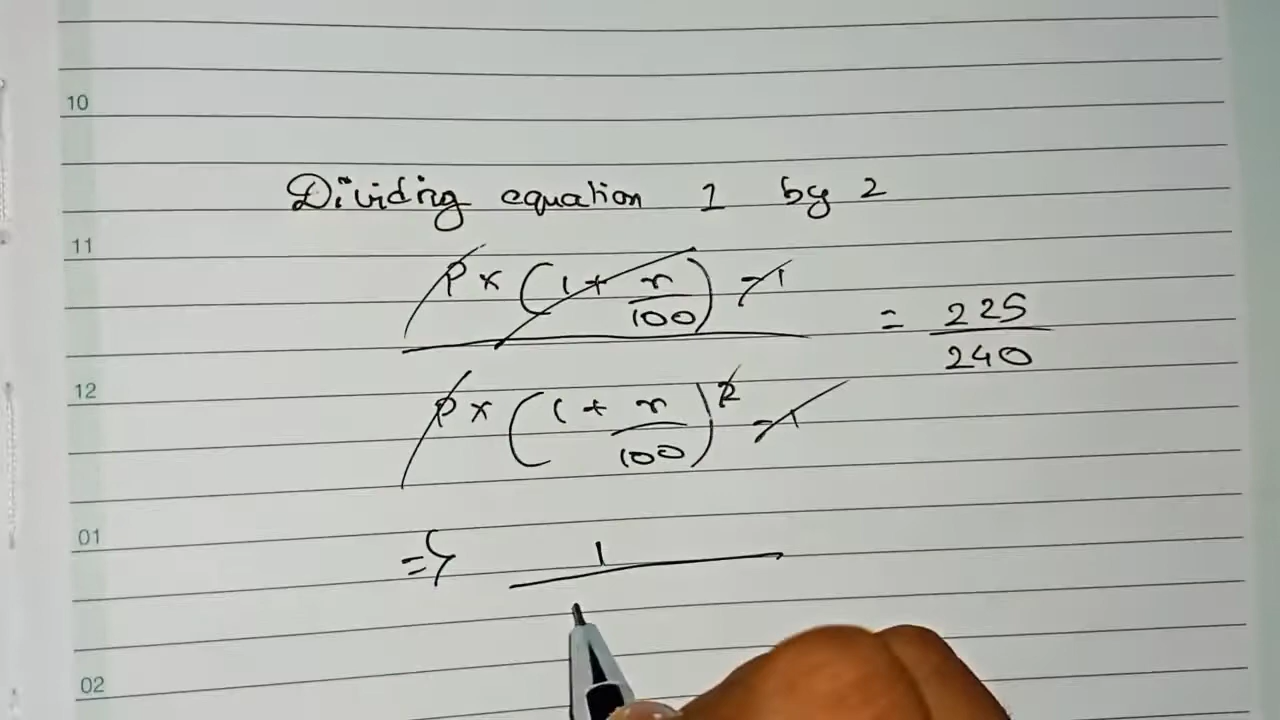 10
Dividing equation 1 by 2
11
P × (1 + r/100) - 1
= 225/240
12
P × (1 + r/100)² - 1
01
=> 1
02